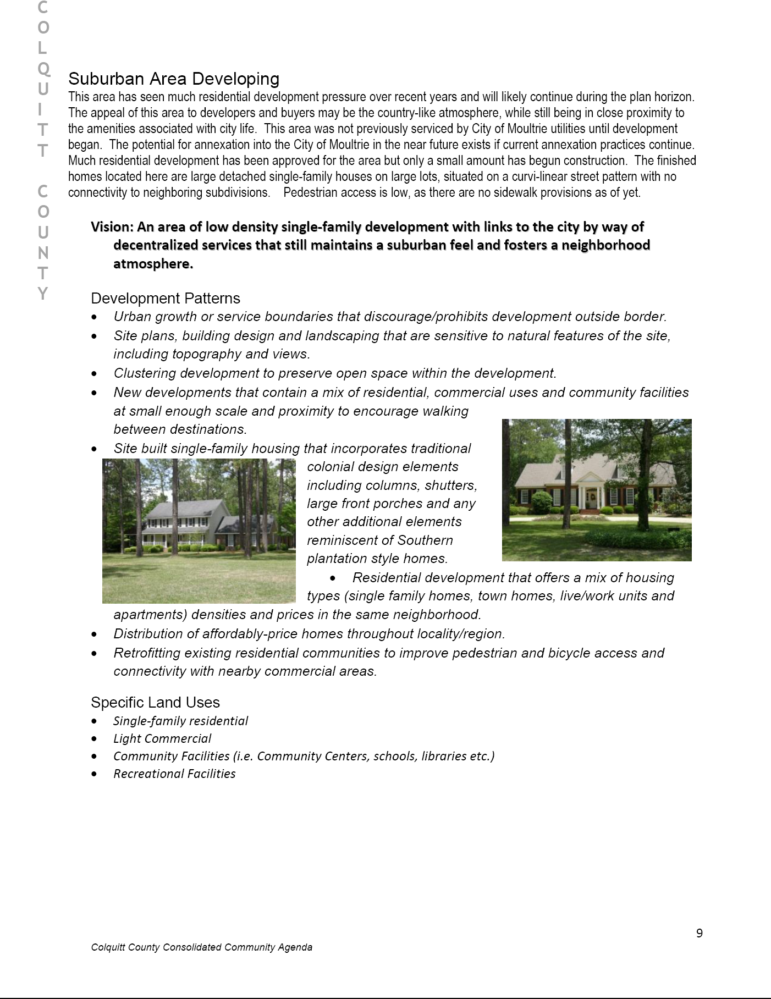 COLQUITT COUNTY
Suburban Area Developing
This area has seen much residential development pressure over recent years and will likely continue during the plan horizon.
The appeal of this area to developers and buyers may be the country-like atmosphere, while still being in close proximity to
the amenities associated with city life.  This area was not previously serviced by City of Moultrie utilities until development
began.  The potential for annexation into the City of Moultrie in the near future exists if current annexation practices continue.
Much residential development has been approved for the area but only a small amount has begun construction.  The finished
homes located here are large detached single-family houses on large lots, situated on a curvi-linear street pattern with no
connectivity to neighboring subdivisions.    Pedestrian access is low, as there are no sidewalk provisions as of yet.
Vision: An area of low density single-family development with links to the city by way of
decentralized services that still maintains a suburban feel and fosters a neighborhood
atmosphere.
Development Patterns
• Urban growth or service boundaries that discourage/prohibits development outside border.
• Site plans, building design and landscaping that are sensitive to natural features of the site,
including topography and views.
• Clustering development to preserve open space within the development.
• New developments that contain a mix of residential, commercial uses and community facilities
at small enough scale and proximity to encourage walking
between destinations.
• Site built single-family housing that incorporates traditional
colonial design elements
including columns, shutters,
large front porches and any
other additional elements
reminiscent of Southern
plantation style homes.
• Residential development that offers a mix of housing
types (single family homes, town homes, live/work units and
apartments) densities and prices in the same neighborhood.
• Distribution of affordably-price homes throughout locality/region.
• Retrofitting existing residential communities to improve pedestrian and bicycle access and
connectivity with nearby commercial areas.
Specific Land Uses
• Single-family residential
• Light Commercial
• Community Facilities (i.e. Community Centers, schools, libraries etc.)
• Recreational Facilities
9
Colquitt County Consolidated Community Agenda